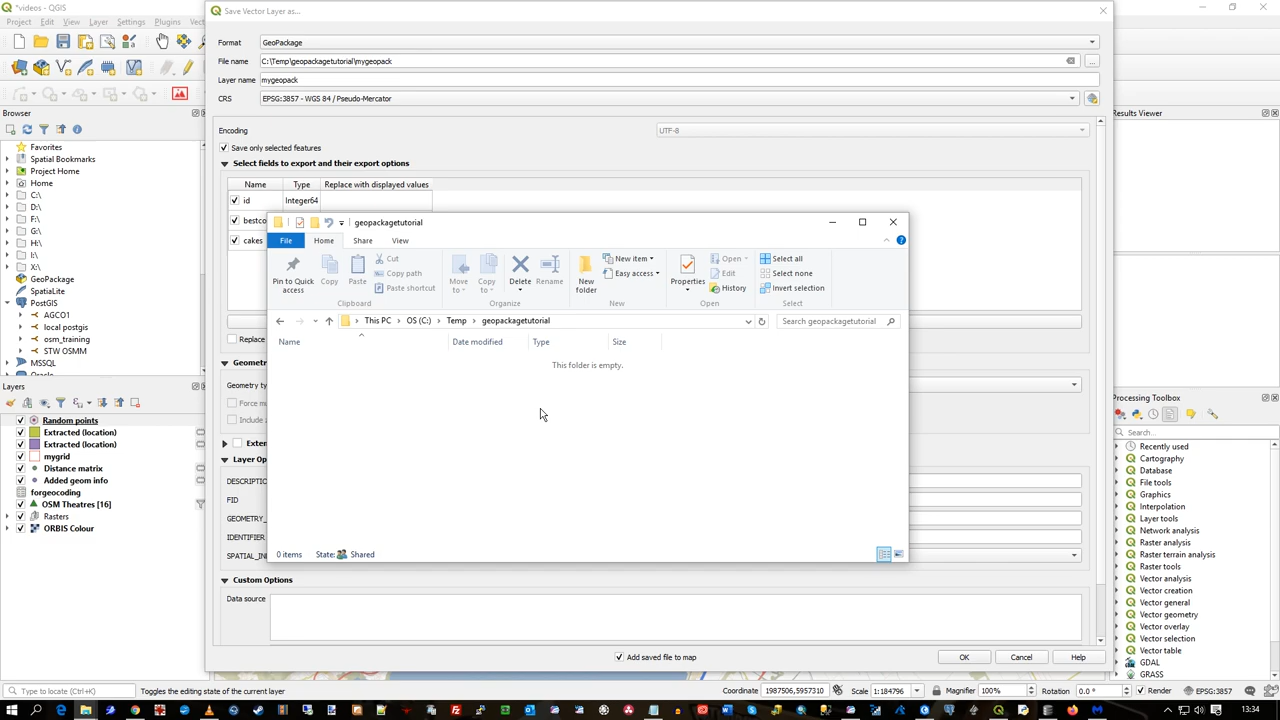 *videos - QGIS
Save Vector Layer as...
Project Edit View Layer Settings Plugins
Format GeoPackage
File name C:\Temp\geopackagetutorial\mygeopack ...
Layer name mygeopack
CRS EPSG:3857 - WGS 84 / Pseudo-Mercator
Browser
Results Viewer
Encoding UTF-8
Save only selected features
Select fields to export and their export options
Name Type Replace with displayed values
id Integer64
bestco
cakes
Replace
Geometry
Geometry ty
Force mu
Include z
Exten
Layer Op
DESCRIPTIO
FID
GEOMETRY_
IDENTIFIER
SPATIAL_IN
Custom Options
Data source
Add saved file to map
OK Cancel Help
Favorites
Spatial Bookmarks
Project Home
Home
C:\
D:\
F:\
G:\
H:\
I:\
X:\
GeoPackage
SpatiaLite
PostGIS
AGCO1
local postgis
osm_training
STW OSMM
MSSQL
Oracle
Layers
Random points
Extracted (location)
Extracted (location)
mygrid
Distance matrix
Added geom info
forgeocoding
OSM Theatres [16]
Rasters
ORBIS Colour
geopackagetutorial
File Home Share View
Pin to Quick access
Copy
Paste
Cut
Copy path
Paste shortcut
Clipboard
Move to
Copy to
Delete
Rename
Organize
New folder
New item
Easy access
New
Properties
Open
Edit
History
Open
Select all
Select none
Invert selection
Select
This PC OS (C:) Temp geopackagetutorial
Search geopackagetutorial
Name Date modified Type Size
This folder is empty.
0 items State: Shared
Processing Toolbox
Search...
Recently used
Cartography
Database
File tools
Graphics
Interpolation
Layer tools
Network analysis
Raster analysis
Raster terrain analysis
Raster tools
Vector analysis
Vector creation
Vector general
Vector geometry
Vector overlay
Vector selection
Vector table
GDAL
GRASS
Type to locate (Ctrl+K)
Toggles the editing state of the current layer
Coordinate 1987506,5957310 Scale 1:184796 Magnifier 100% Rotation 0.0 ° Render EPSG:3857
13:34